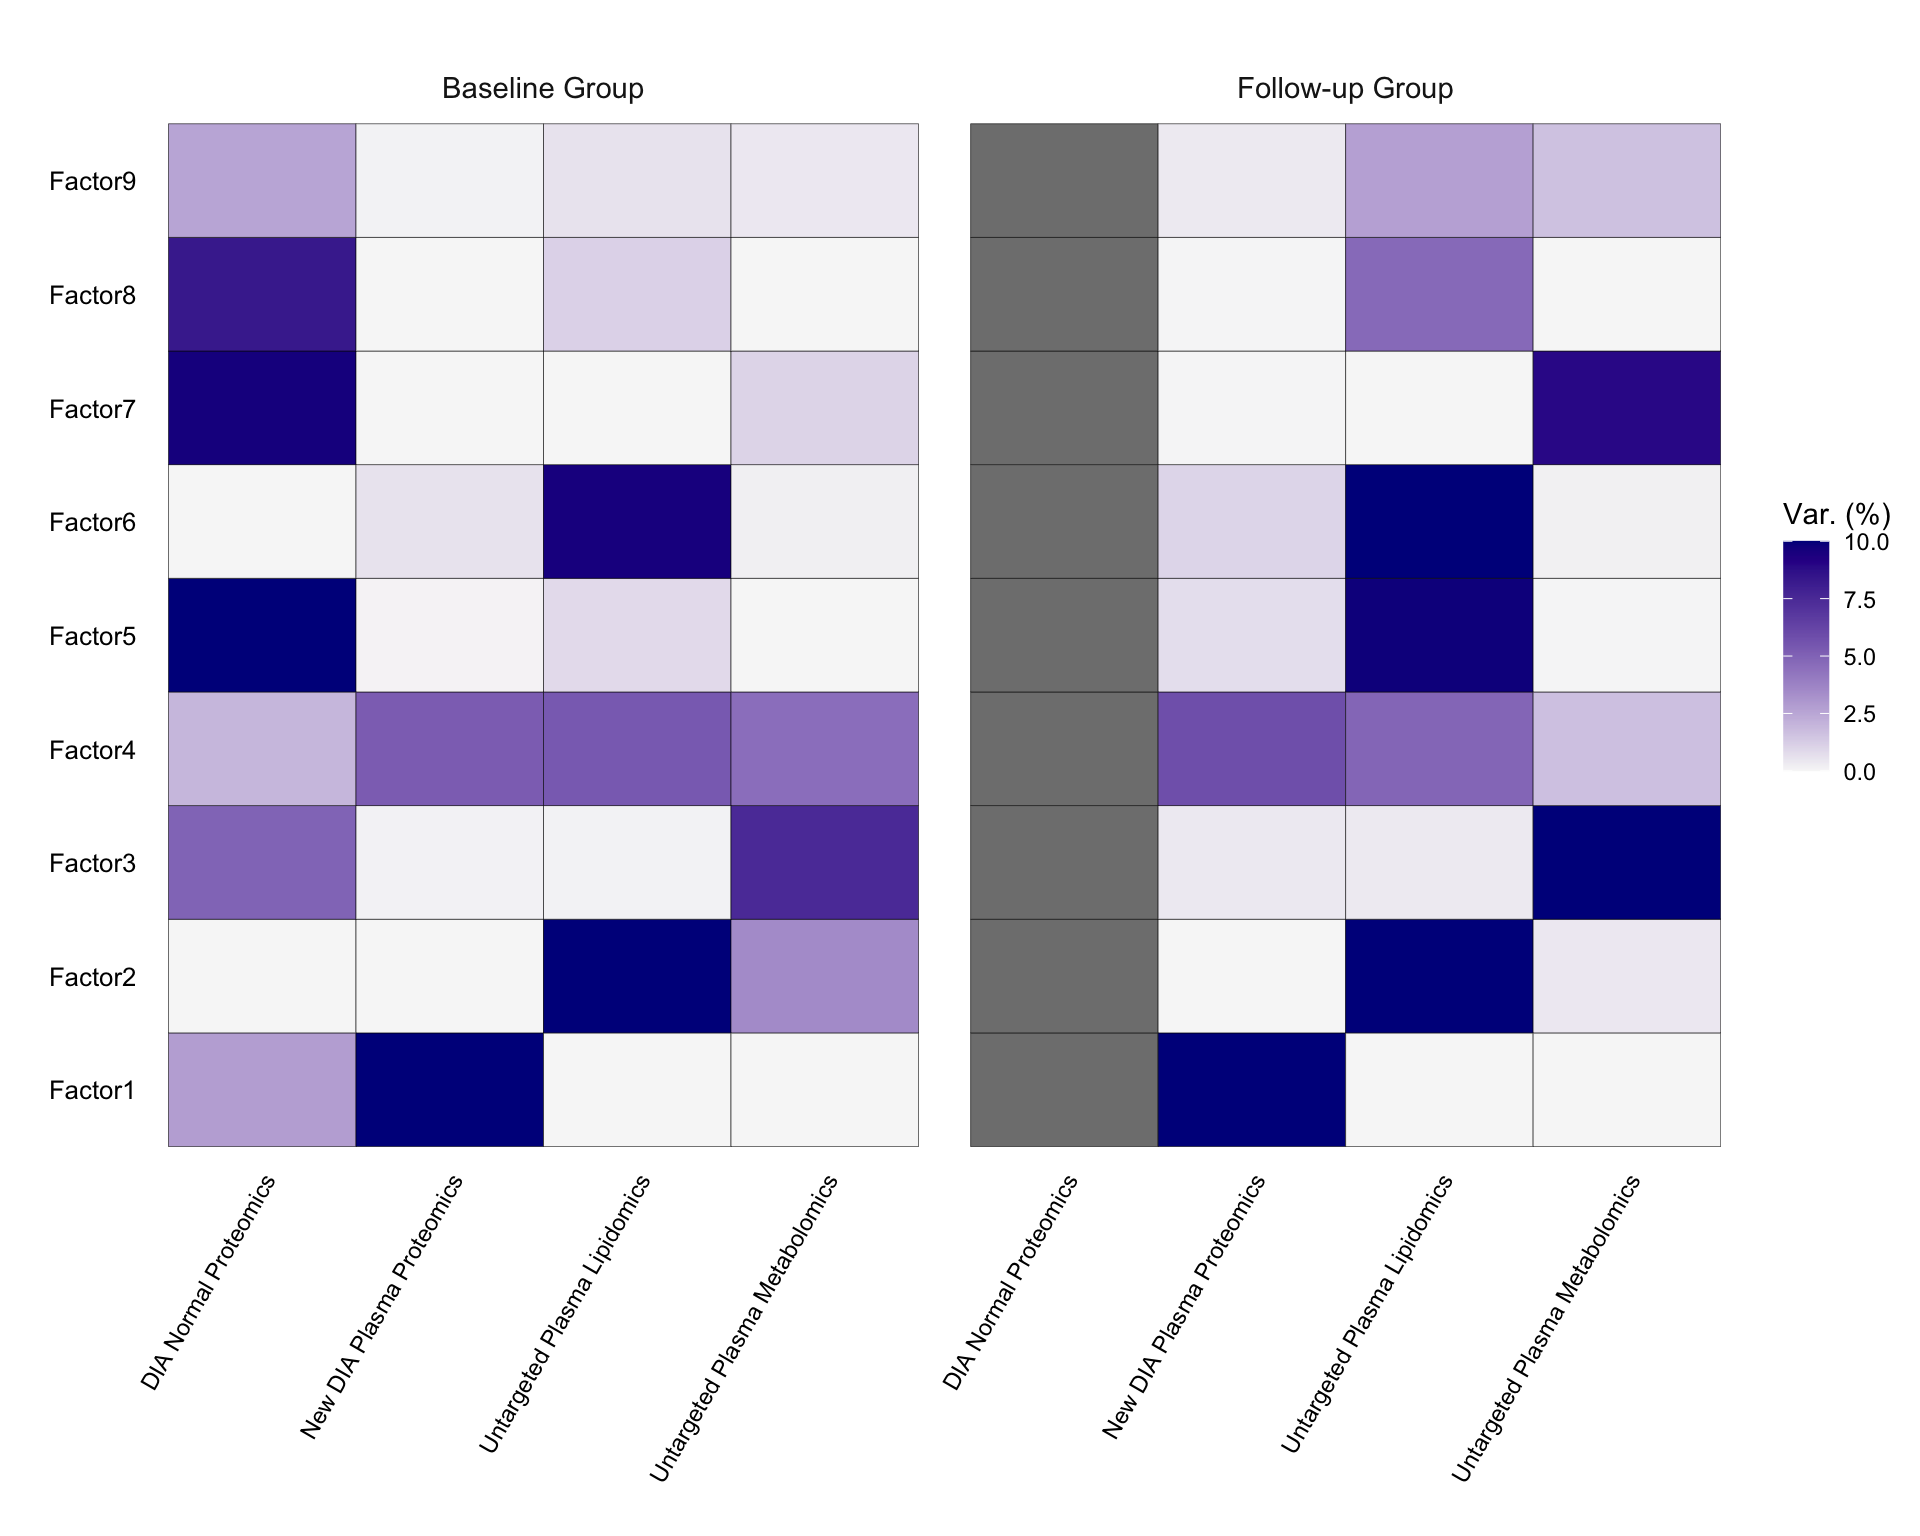 Baseline Group
Follow-up Group
Factor9
Factor8
Factor7
Factor6
Factor5
Factor4
Factor3
Factor2
Factor1
Var. (%)
10.0
7.5
5.0
2.5
0.0
DIA Normal Proteomics
New DIA Plasma Proteomics
Untargeted Plasma Lipidomics
Untargeted Plasma Metabolomics
DIA Normal Proteomics
New DIA Plasma Proteomics
Untargeted Plasma Lipidomics
Untargeted Plasma Metabolomics